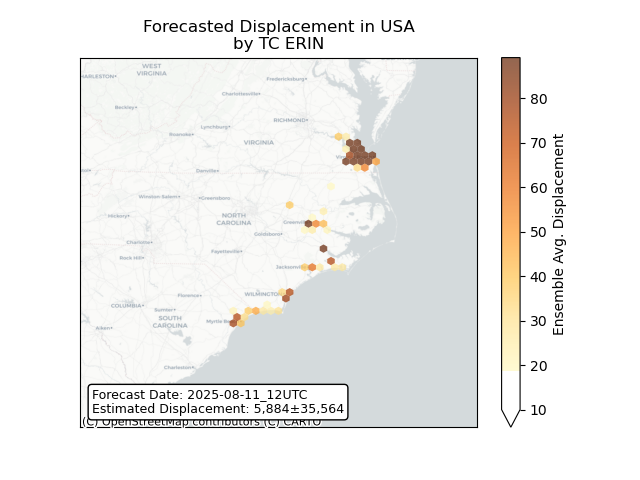 Forecasted Displacement in USA
by TC ERIN
WEST
VIRGINIA
CHARLESTON
Fredericksburg
Charlottesville
Beckley
RICHMOND
Lynchburg
Roanoke
VIRGINIA
Danville
Winston Salem
Greensboro
Hickory
NORTH
CAROLINA
Goldsboro
Charlotte
Fayetteville
Rock Hill
Jacksonv
Florence
WILMINGTON
COLUMBIA
Sumter
SOUTH
CAROLINA
Myrtle Be
Aiken
Charleston
80
70
60
50
40
30
20
10
Ensemble Avg. Displacement
Forecast Date: 2025-08-11_12UTC
Estimated Displacement: 5,884±35,564
(C) OpenStreetMap contributors (C) CARTO